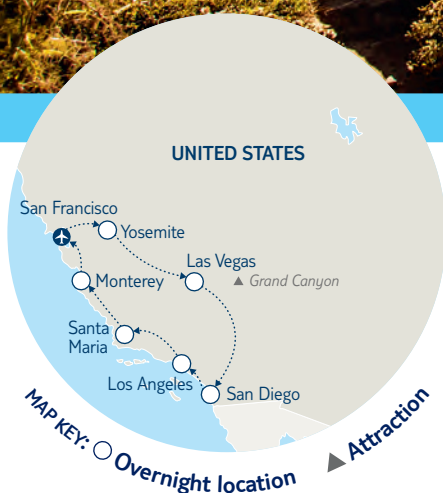 UNITED STATES
San Francisco
Yosemite
Las Vegas
Grand Canyon
Monterey
Santa
Maria
Los Angeles
San Diego
MAP KEY: Overnight location
Attraction